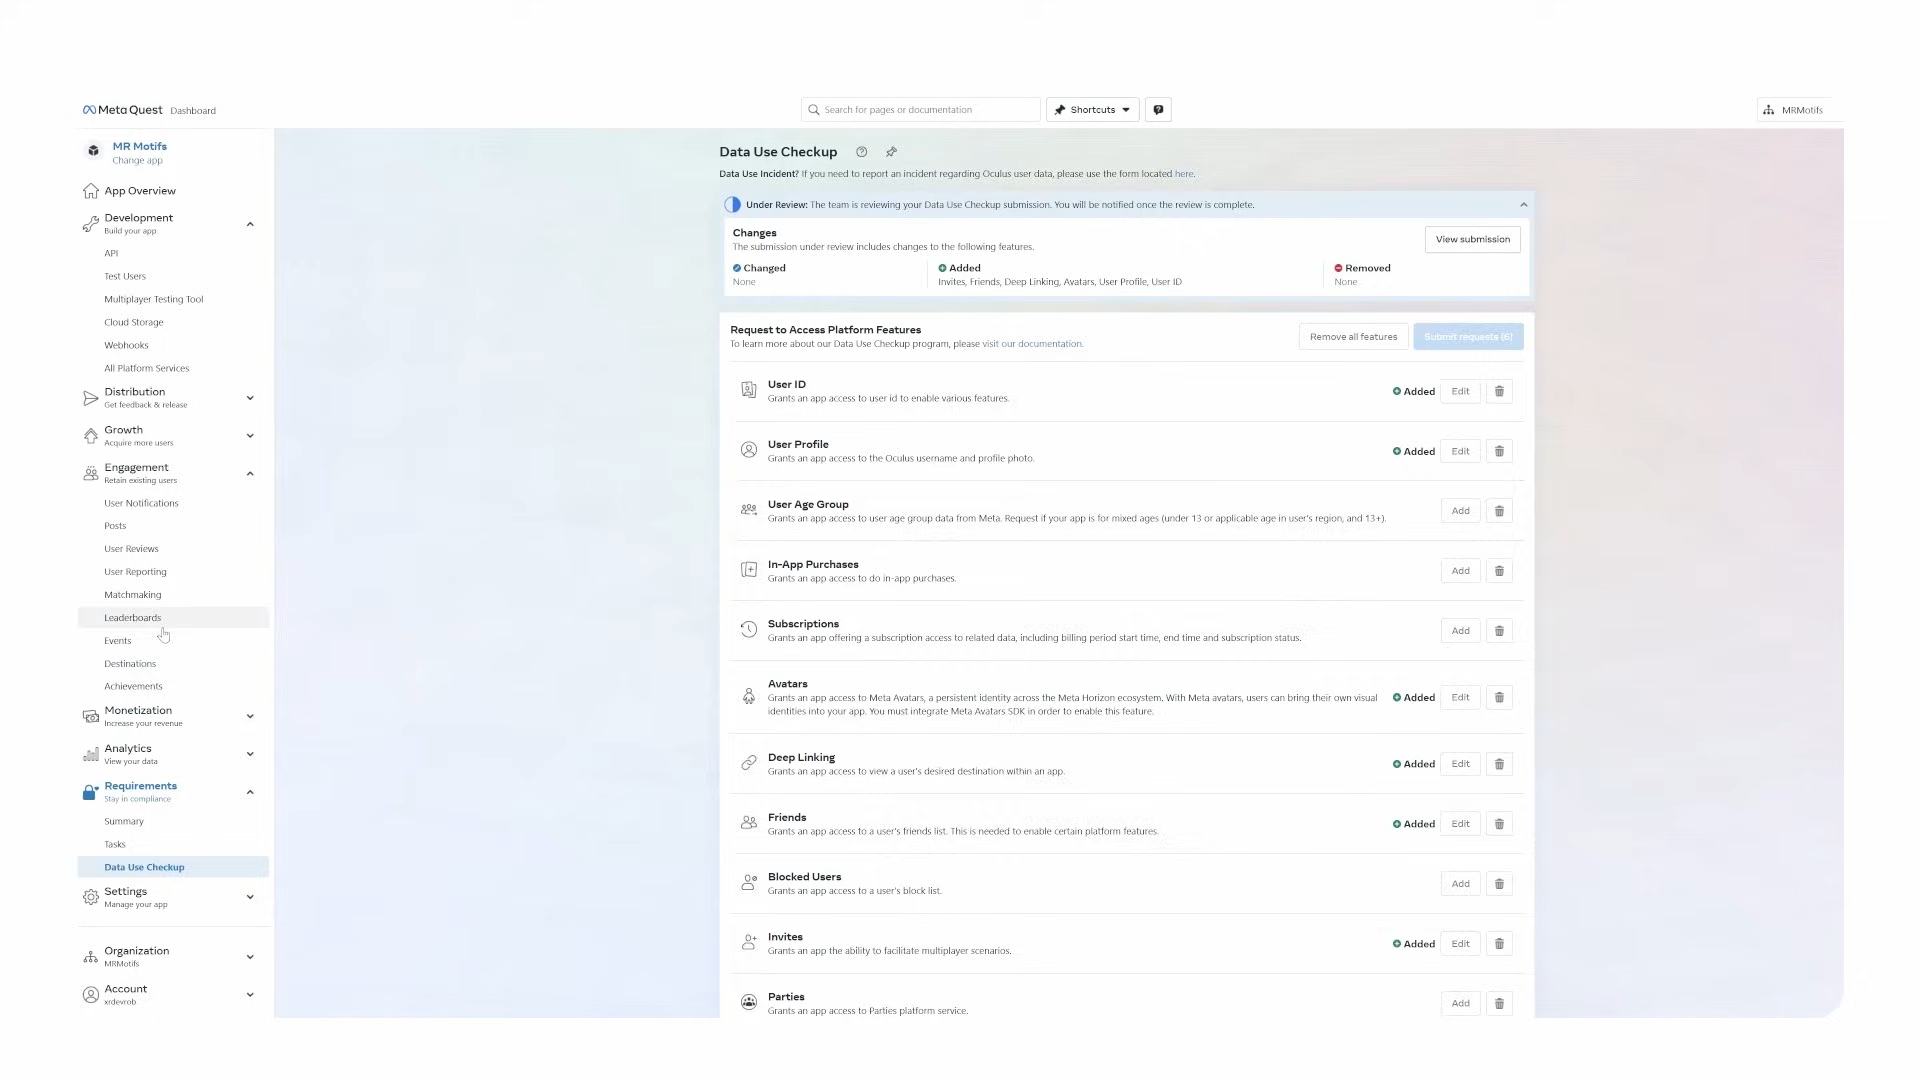 Meta Quest Dashboard
Search for pages or documentation
Shortcuts
MRMotifs
MR Motifs
Change app
App Overview
Development
Build your app
API
Test Users
Multiplayer Testing Tool
Cloud Storage
Webhooks
All Platform Services
Distribution
Get feedback & release
Growth
Acquire more users
Engagement
Retain existing users
User Notifications
Posts
User Reviews
User Reporting
Matchmaking
Leaderboards
Events
Destinations
Achievements
Monetization
Increase your revenue
Analytics
View your data
Requirements
Stay in compliance
Summary
Tasks
Data Use Checkup
Settings
Manage your app
Organization
MRMotifs
Account
xrdevrob
Data Use Checkup
Data Use Incident? If you need to report an incident regarding Oculus user data, please use the form located here.
Under Review: The team is reviewing your Data Use Checkup submission. You will be notified once the review is complete.
Changes
The submission under review includes changes to the following features.
View submission
Changed
None
Added
Invites, Friends, Deep Linking, Avatars, User Profile, User ID
Removed
None
Request to Access Platform Features
To learn more about our Data Use Checkup program, please visit our documentation.
Remove all features
Submit requests (6)
User ID
Grants an app access to user id to enable various features.
Added Edit
User Profile
Grants an app access to the Oculus username and profile photo.
Added Edit
User Age Group
Grants an app access to user age group data from Meta. Request if your app is for mixed ages (under 13 or applicable age in user's region, and 13+).
Add
In-App Purchases
Grants an app access to do in-app purchases.
Add
Subscriptions
Grants an app offering a subscription access to related data, including billing period start time, end time and subscription status.
Add
Avatars
Grants an app access to Meta Avatars, a persistent identity across the Meta Horizon ecosystem. With Meta avatars, users can bring their own visual
identities into your app. You must integrate Meta Avatars SDK in order to enable this feature.
Added Edit
Deep Linking
Grants an app access to view a user's desired destination within an app.
Added Edit
Friends
Grants an app access to a user's friends list. This is needed to enable certain platform features.
Added Edit
Blocked Users
Grants an app access to a user's block list.
Add
Invites
Grants an app the ability to facilitate multiplayer scenarios.
Added Edit
Parties
Grants an app access to Parties platform service.
Add